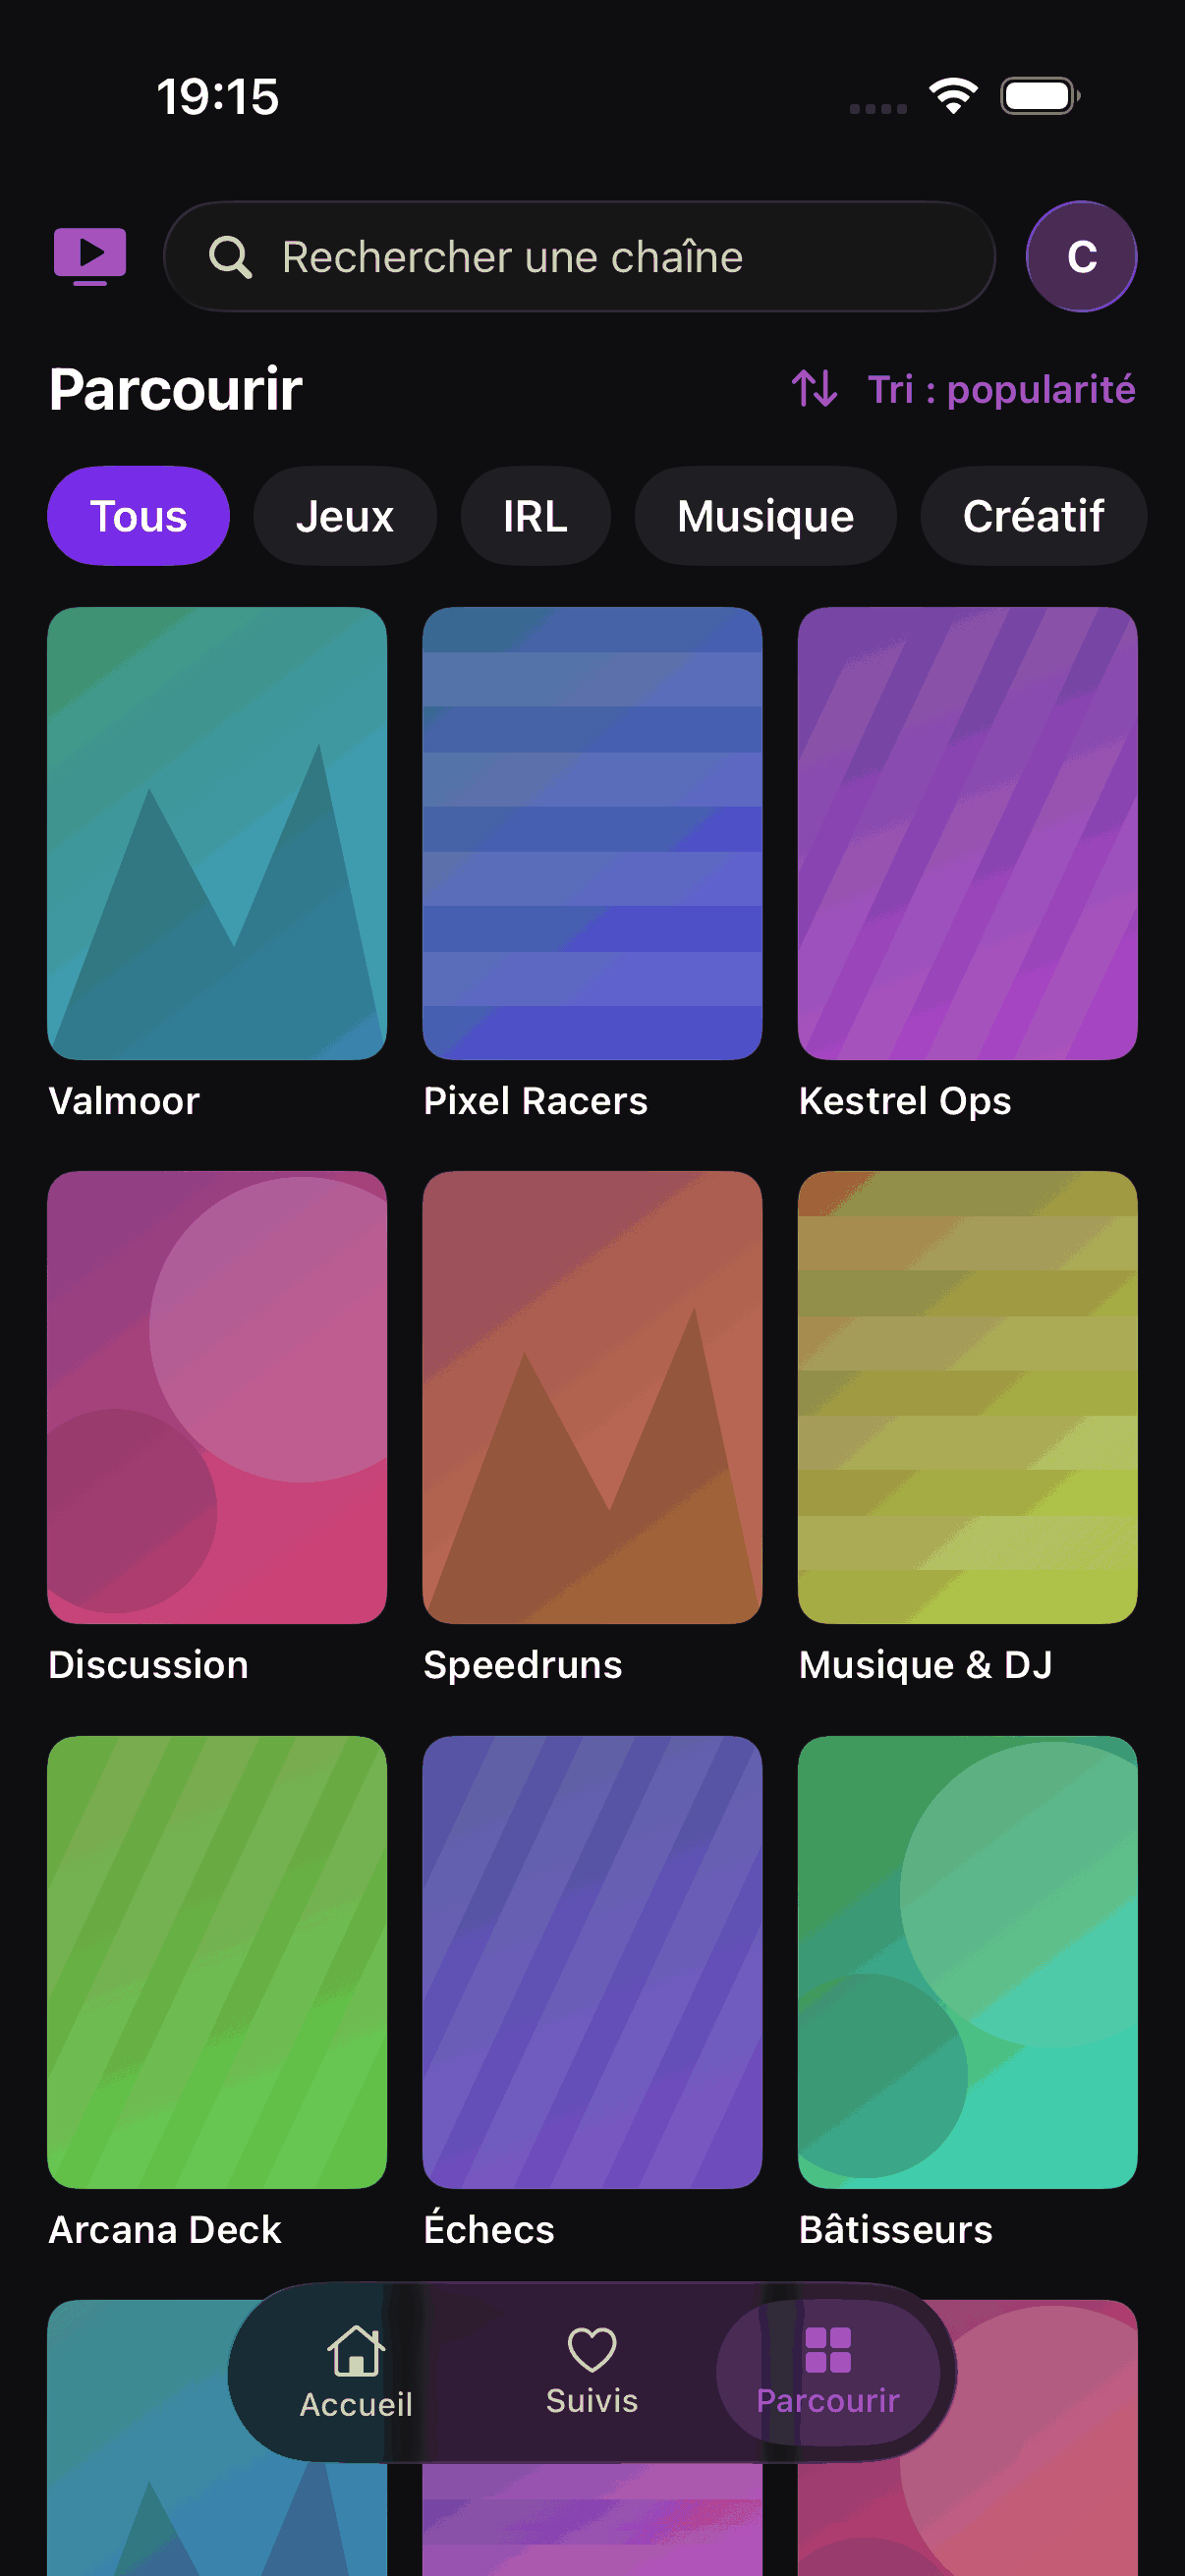 19:15
Rechercher une chaîne
C
Parcourir
Tri : popularité
Tous
Jeux
IRL
Musique
Créatif
Valmoor
Pixel Racers
Kestrel Ops
Discussion
Speedruns
Musique & DJ
Arcana Deck
Échecs
Bâtisseurs
Accueil
Suivis
Parcourir